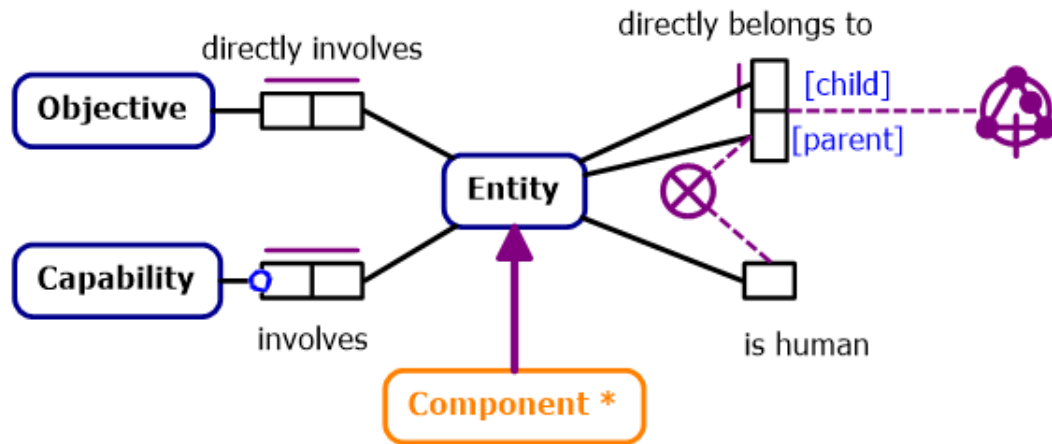 directly belongs to
directly involves
Objective
[child]
[parent]
Entity
Capability
involves
is human
Component *